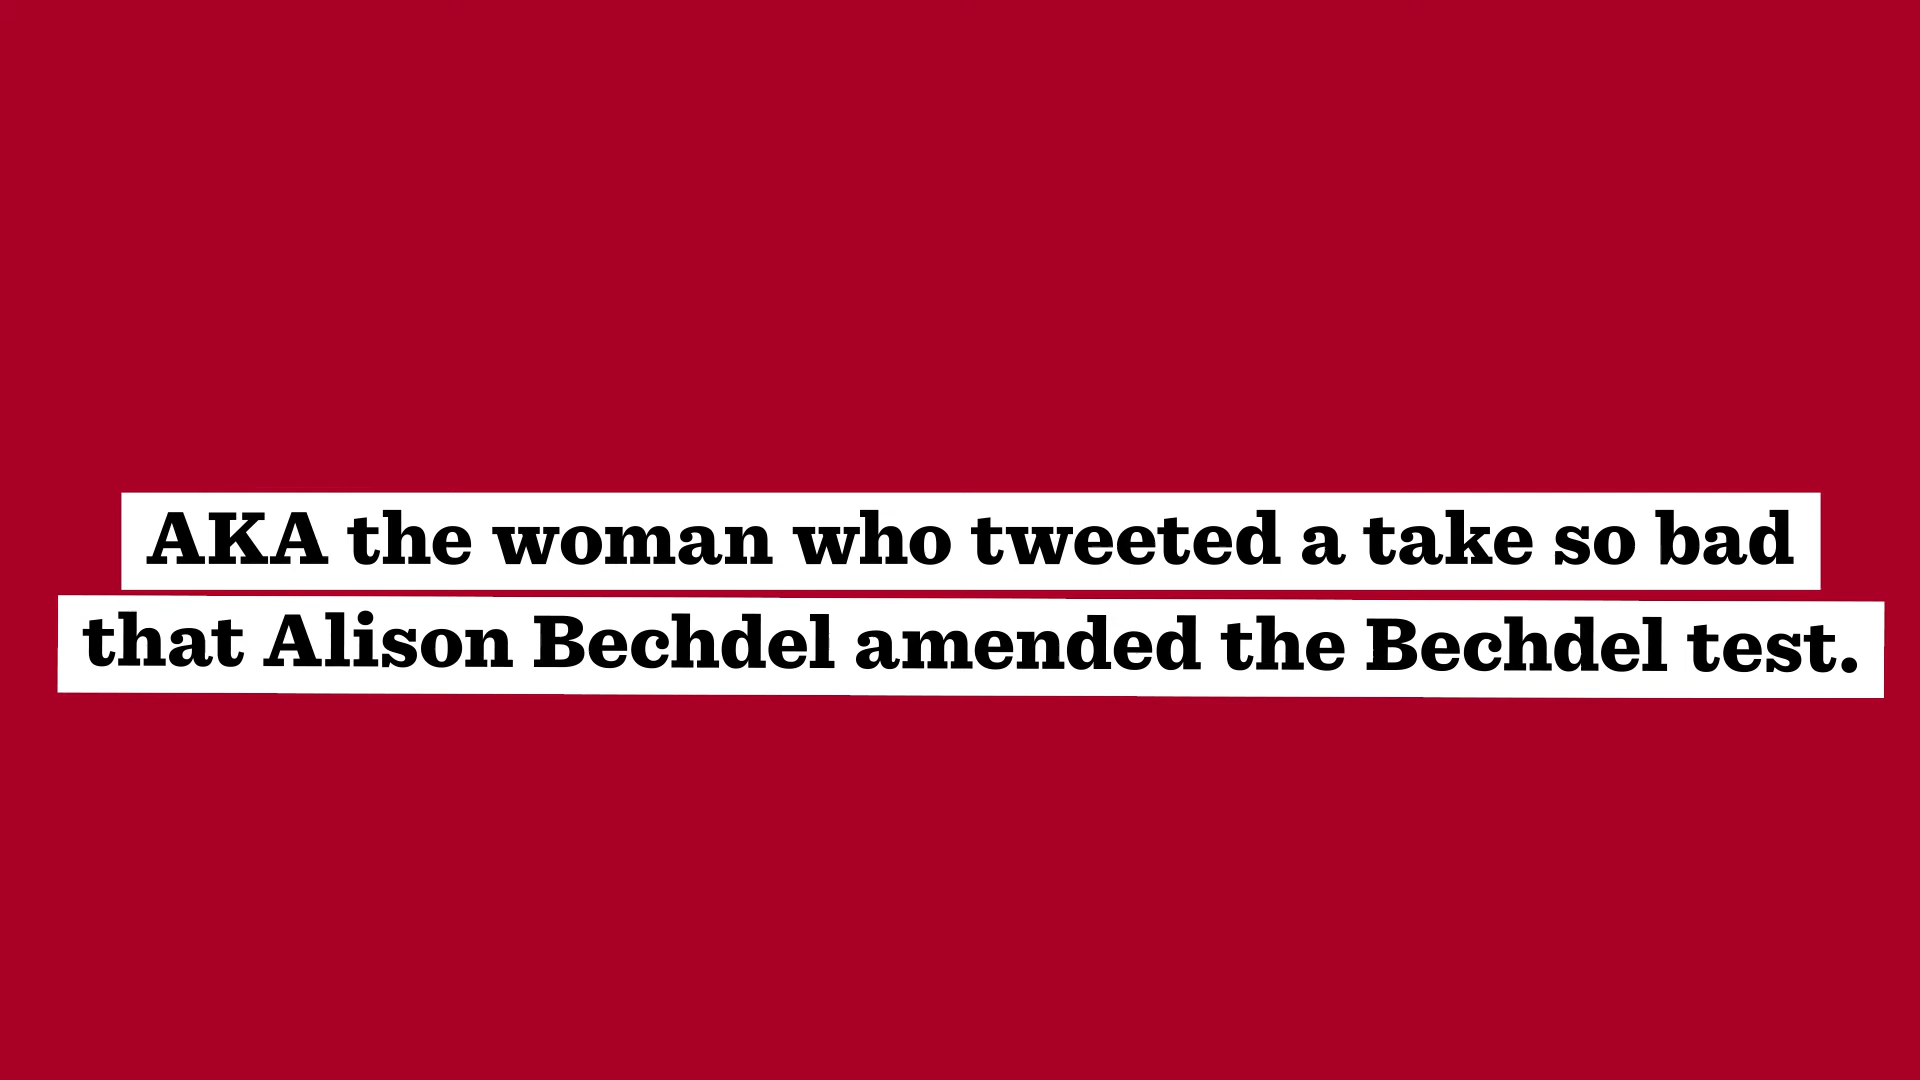 AKA the woman who tweeted a take so bad
that Alison Bechdel amended the Bechdel test.